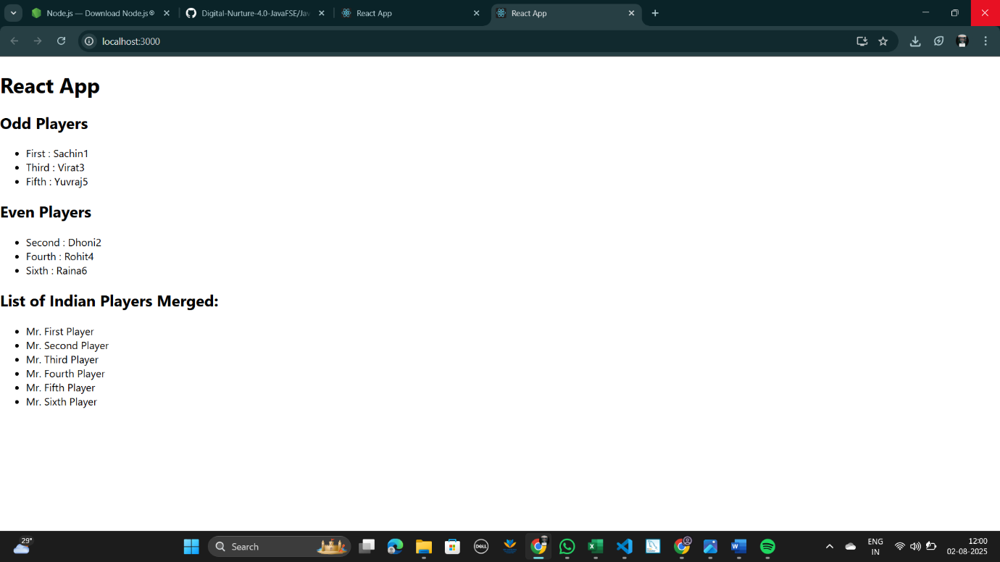 Node.js — Download Node.js®
Digital-Nurture-4.0-JavaFSE/Jav
React App
React App
localhost:3000
React App
Odd Players
First : Sachin1
Third : Virat3
Fifth : Yuvraj5
Even Players
Second : Dhoni2
Fourth : Rohit4
Sixth : Raina6
List of Indian Players Merged:
Mr. First Player
Mr. Second Player
Mr. Third Player
Mr. Fourth Player
Mr. Fifth Player
Mr. Sixth Player
29°
Search
DELL
ENG
IN
12:00
02-08-2025